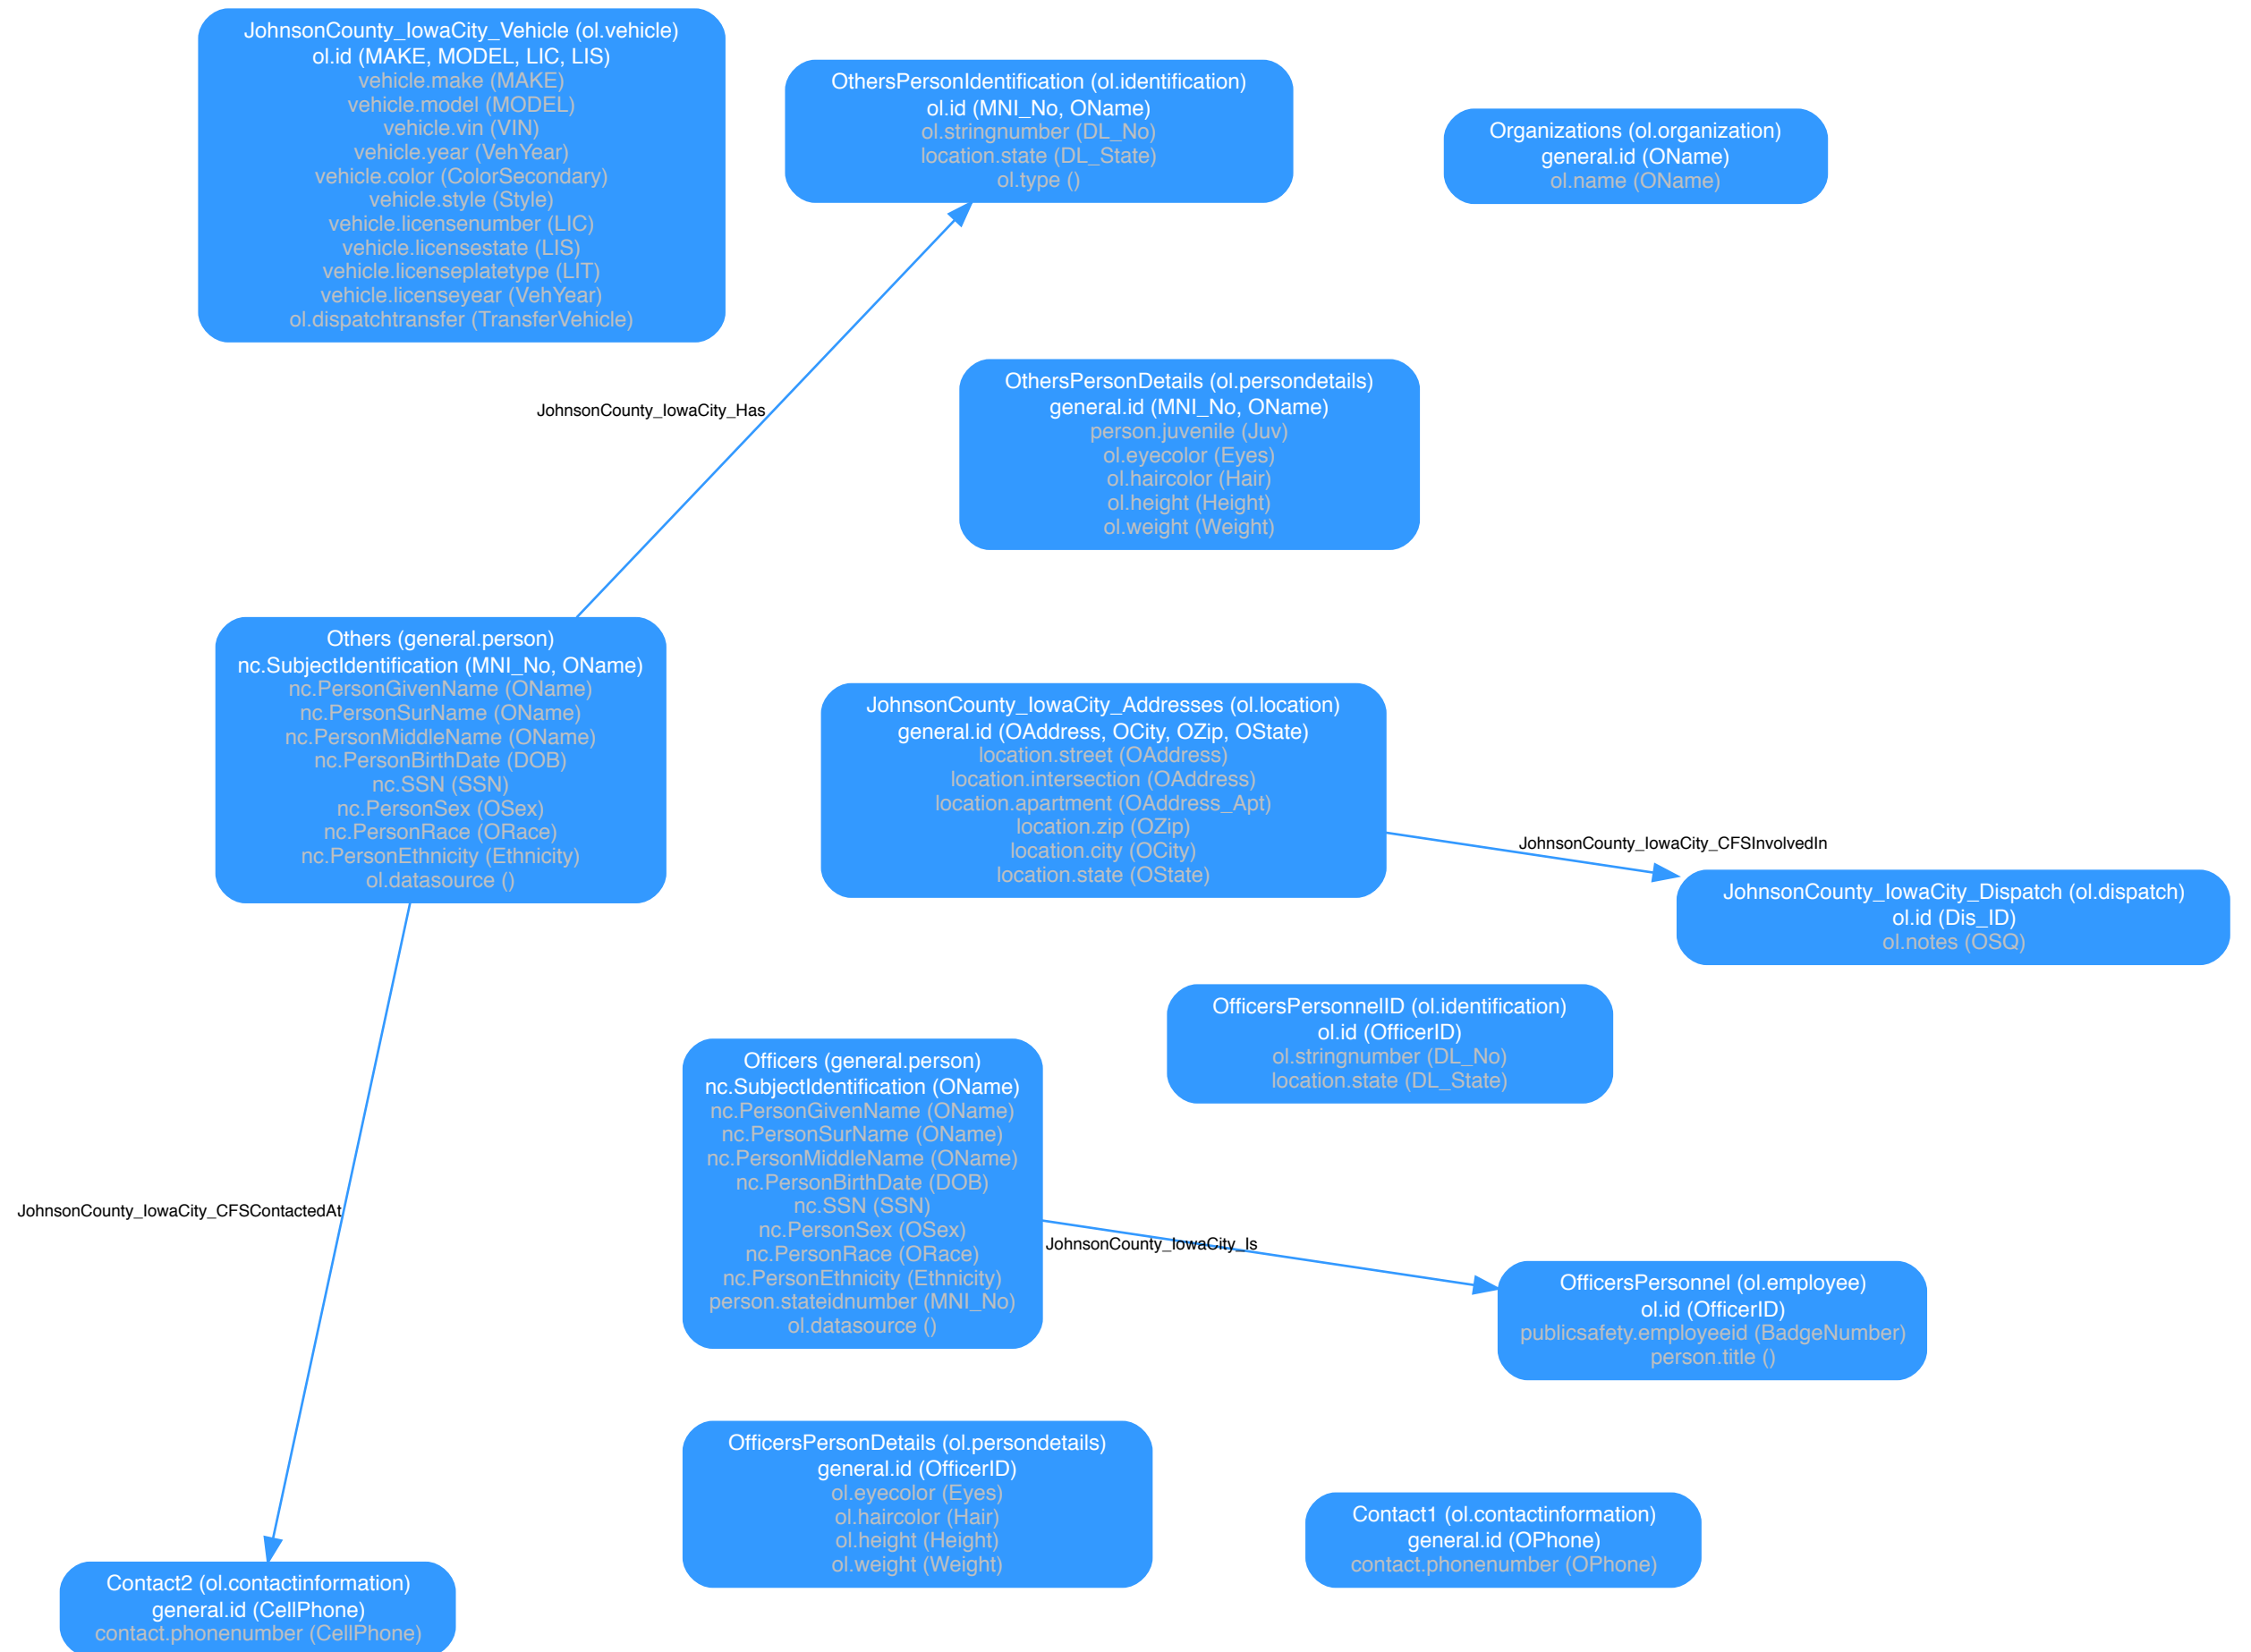 JohnsonCounty_IowaCity_Vehicle (ol.vehicle)
ol.id (MAKE, MODEL, LIC, LIS)
vehicle.make (MAKE)
vehicle.model (MODEL)
vehicle.vin (VIN)
vehicle.year (VehYear)
vehicle.color (ColorSecondary)
vehicle.style (Style)
vehicle.licensenumber (LIC)
vehicle.licensestate (LIS)
vehicle.licenseplatetype (LIT)
vehicle.licenseyear (VehYear)
ol.dispatchtransfer (TransferVehicle)
OthersPersonIdentification (ol.identification)
ol.id (MNI_No, OName)
ol.stringnumber (DL_No)
location.state (DL_State)
ol.type ()
Organizations (ol.organization)
general.id (OName)
ol.name (OName)
OthersPersonDetails (ol.persondetails)
general.id (MNI_No, OName)
person.juvenile (Juv)
ol.eyecolor (Eyes)
ol.haircolor (Hair)
ol.height (Height)
ol.weight (Weight)
JohnsonCounty_IowaCity_Has
Others (general.person)
nc.SubjectIdentification (MNI_No, OName)
nc.PersonGivenName (OName)
nc.PersonSurName (OName)
nc.PersonMiddleName (OName)
nc.PersonBirthDate (DOB)
nc.SSN (SSN)
nc.PersonSex (OSex)
nc.PersonRace (ORace)
nc.PersonEthnicity (Ethnicity)
ol.datasource ()
JohnsonCounty_IowaCity_Addresses (ol.location)
general.id (OAddress, OCity, OZip, OState)
location.street (OAddress)
location.intersection (OAddress)
location.apartment (OAddress_Apt)
location.zip (OZip)
location.city (OCity)
location.state (OState)
JohnsonCounty_IowaCity_CFSInvolvedIn
JohnsonCounty_IowaCity_Dispatch (ol.dispatch)
ol.id (Dis_ID)
ol.notes (OSQ)
OfficersPersonnelID (ol.identification)
ol.id (OfficerID)
ol.stringnumber (DL_No)
location.state (DL_State)
Officers (general.person)
nc.SubjectIdentification (OName)
nc.PersonGivenName (OName)
nc.PersonSurName (OName)
nc.PersonMiddleName (OName)
nc.PersonBirthDate (DOB)
nc.SSN (SSN)
nc.PersonSex (OSex)
nc.PersonRace (ORace)
nc.PersonEthnicity (Ethnicity)
person.stateidnumber (MNI_No)
ol.datasource ()
JohnsonCounty_IowaCity_CFSContactedAt
JohnsonCounty_IowaCity_Is
OfficersPersonnel (ol.employee)
ol.id (OfficerID)
publicsafety.employeeid (BadgeNumber)
person.title ()
OfficersPersonDetails (ol.persondetails)
general.id (OfficerID)
ol.eyecolor (Eyes)
ol.haircolor (Hair)
ol.height (Height)
ol.weight (Weight)
Contact1 (ol.contactinformation)
general.id (OPhone)
contact.phonenumber (OPhone)
Contact2 (ol.contactinformation)
general.id (CellPhone)
contact.phonenumber (CellPhone)